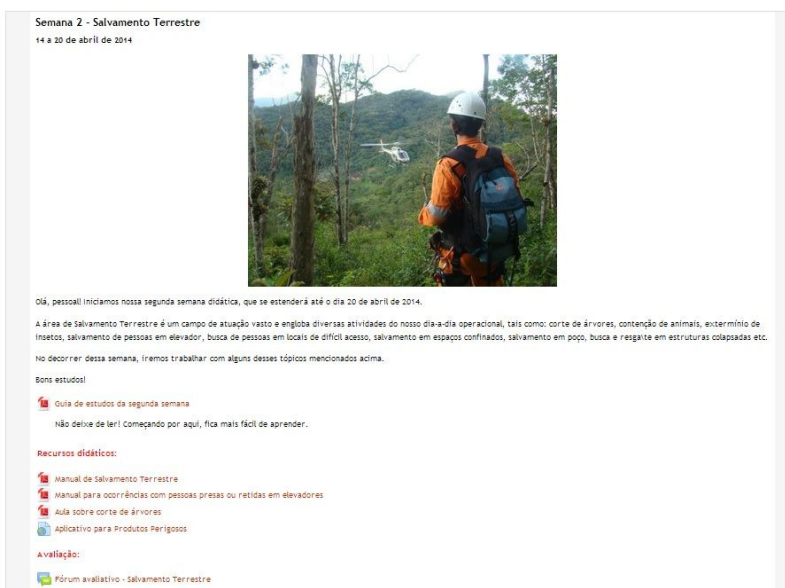 Semana 2 - Salvamento Terrestre
14 a 20 de abril de 2014
Olá, pessoal! Iniciamos nossa segunda semana didática, que se estenderá até o dia 20 de abril de 2014.
A área de Salvamento Terrestre é um campo de atuação vasto e engloba diversas atividades do nosso dia-a-dia operacional, tais como: corte de árvores, contenção de animais, extermínio de
insetos, salvamento de pessoas em elevador, busca de pessoas em locais de difícil acesso, salvamento em espaços confinados, salvamento em poço, busca e resga\te em estruturas colapsadas etc.
No decorrer dessa semana, iremos trabalhar com alguns desses tópicos mencionados acima.
Bons estudos!
Guia de estudos da segunda semana
Não deixe de ler! Começando por aqui, fica mais fácil de aprender.
Recursos didáticos:
Manual de Salvamento Terrestre
Manual para ocorrências com pessoas presas ou retidas em elevadores
Aula sobre corte de árvores
Aplicativo para Produtos Perigosos
Avaliação:
Fórum avaliativo - Salvamento Terrestre